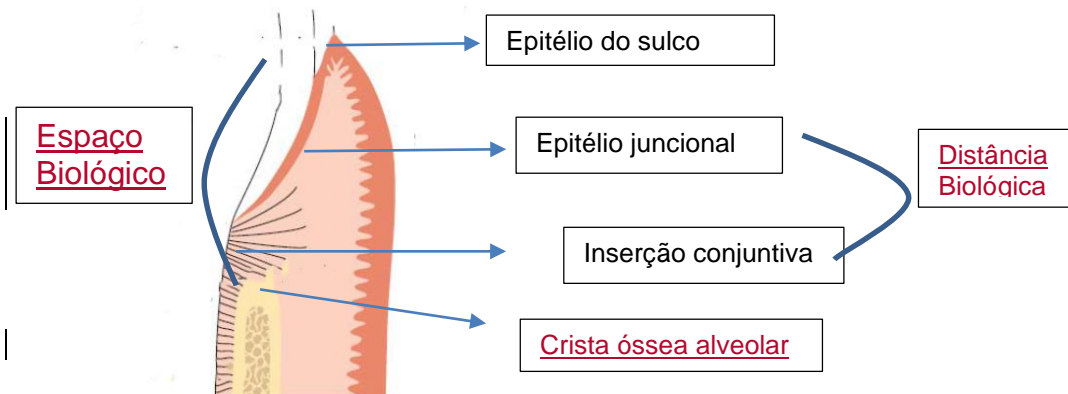 Epitélio do sulco
Espaço
Biológico
Epitélio juncional
Distância
Biológica
Inserção conjuntiva
Crista óssea alveolar